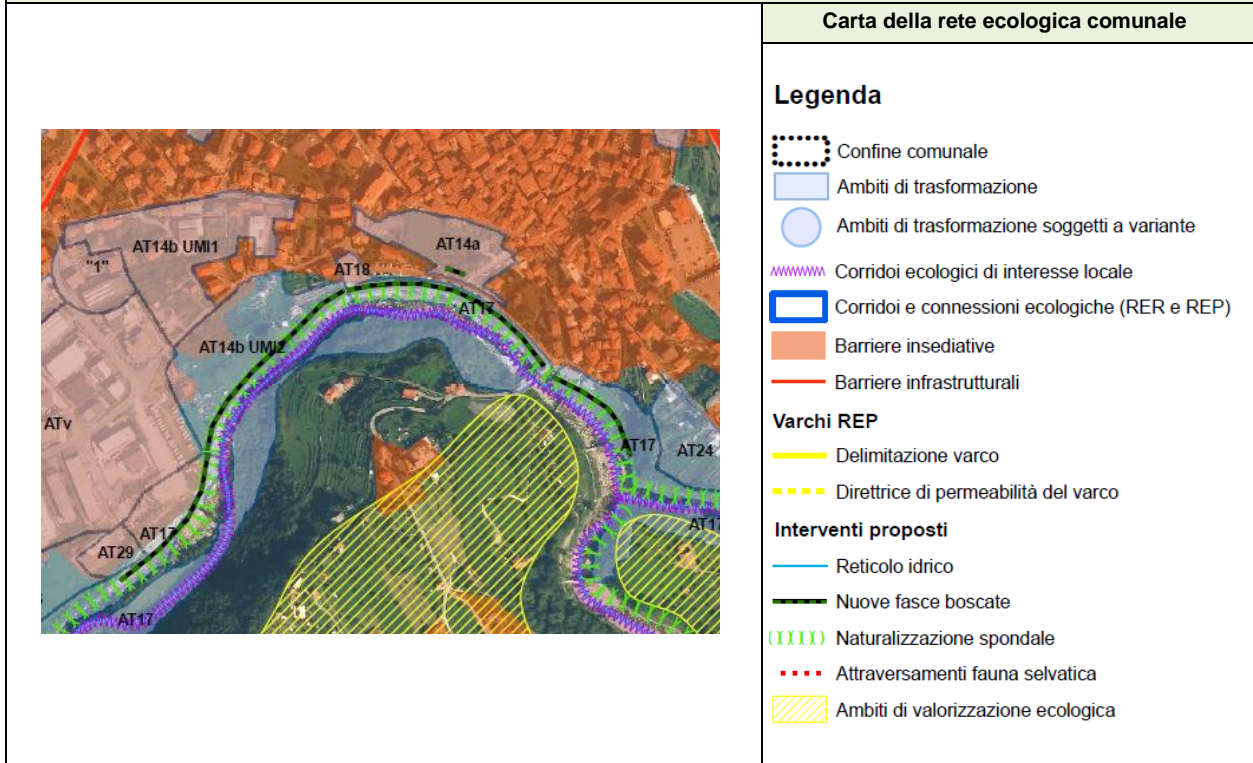 Carta della rete ecologica comunale
Legenda
Confine comunale
Ambiti di trasformazione
Ambiti di trasformazione soggetti a variante
Corridoi ecologici di interesse locale
Corridoi e connessioni ecologiche (RER e REP)
Barriere insediative
Barriere infrastrutturali
Varchi REP
Delimitazione varco
Direttrice di permeabilità del varco
Interventi proposti
Reticolo idrico
Nuove fasce boscate
Naturalizzazione spondale
Attraversamenti fauna selvatica
Ambiti di valorizzazione ecologica
AT14b UMI1
AT14a
"1"
AT18
AT17
AT14b UMI2
ATv
AT17
AT24
AT17
AT17
AT29
AT17